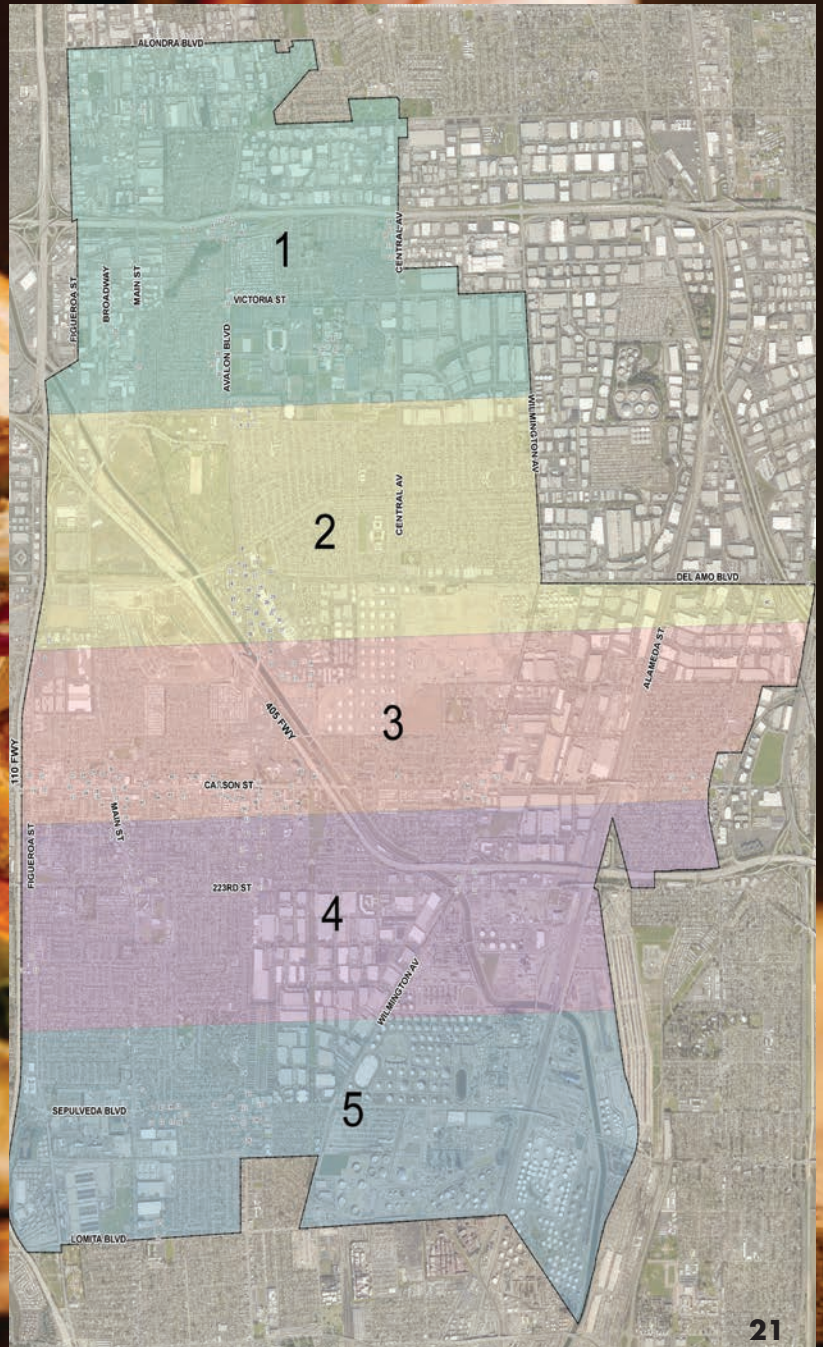 ALONDRA BLVD
1
CENTRAL AV
FIGUEROA ST
BROADWAY
MAIN ST
VICTORIA ST
AVALON BLVD
WILMINGTON AV
2
CENTRAL AV
DEL AMO BLVD
ALAMEDA ST
3
405 FWY
110 FWY
CARSON ST
MAIN ST
FIGUEROA ST
223RD ST
4
WILMINGTON AV
SEPULVEDA BLVD
5
LOMITA BLVD
21